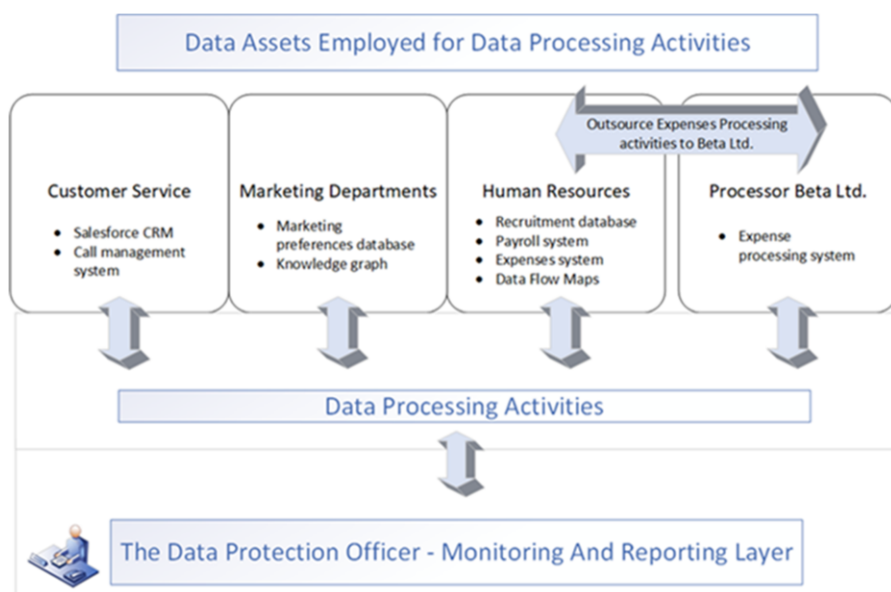 Data Assets Employed for Data Processing Activities
Outsource Expenses Processing
activities to Beta Ltd.
Customer Service
• Salesforce CRM
• Call management
system
Marketing Departments
• Marketing
preferences database
• Knowledge graph
Human Resources
• Recruitment database
• Payroll system
• Expenses system
• Data Flow Maps
Processor Beta Ltd.
• Expense
processing system
Data Processing Activities
The Data Protection Officer - Monitoring And Reporting Layer